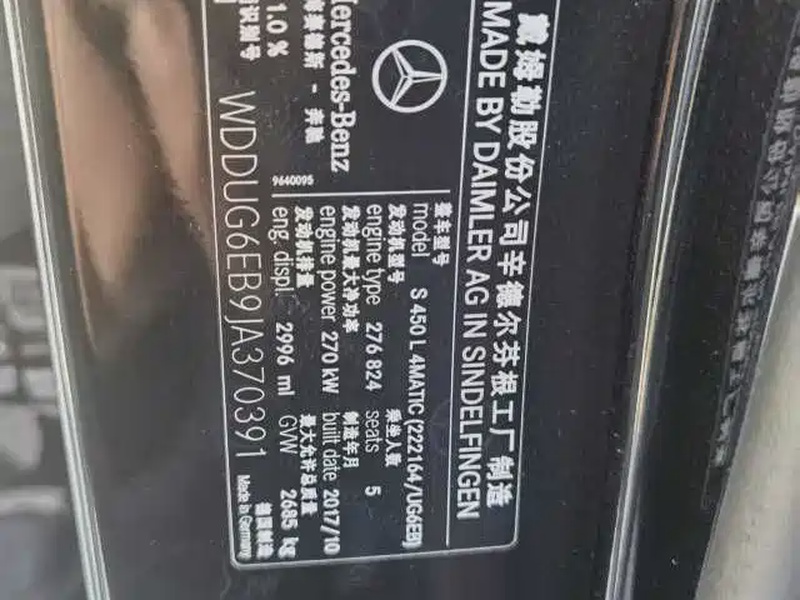 戴姆勒股份公司辛德尔芬根工厂制造
MADE BY DAIMLER AG IN SINDELFINGEN
整车型号
model S 450 L 4MATIC (222164/UG6EB)
发动机型号 乘坐人数
engine type 276 824 seats 5
发动机最大净功率 制造年月
engine power 270 kW built date 2017/10
发动机排量 最大允许总质量
eng. displ. 2996 ml GVW 2685 kg
Mercedes-Benz
梅赛德斯 - 奔驰
9640095
1.0 %
识别号
WDDUG6EB9JA370391
德国制造
Made in Germany